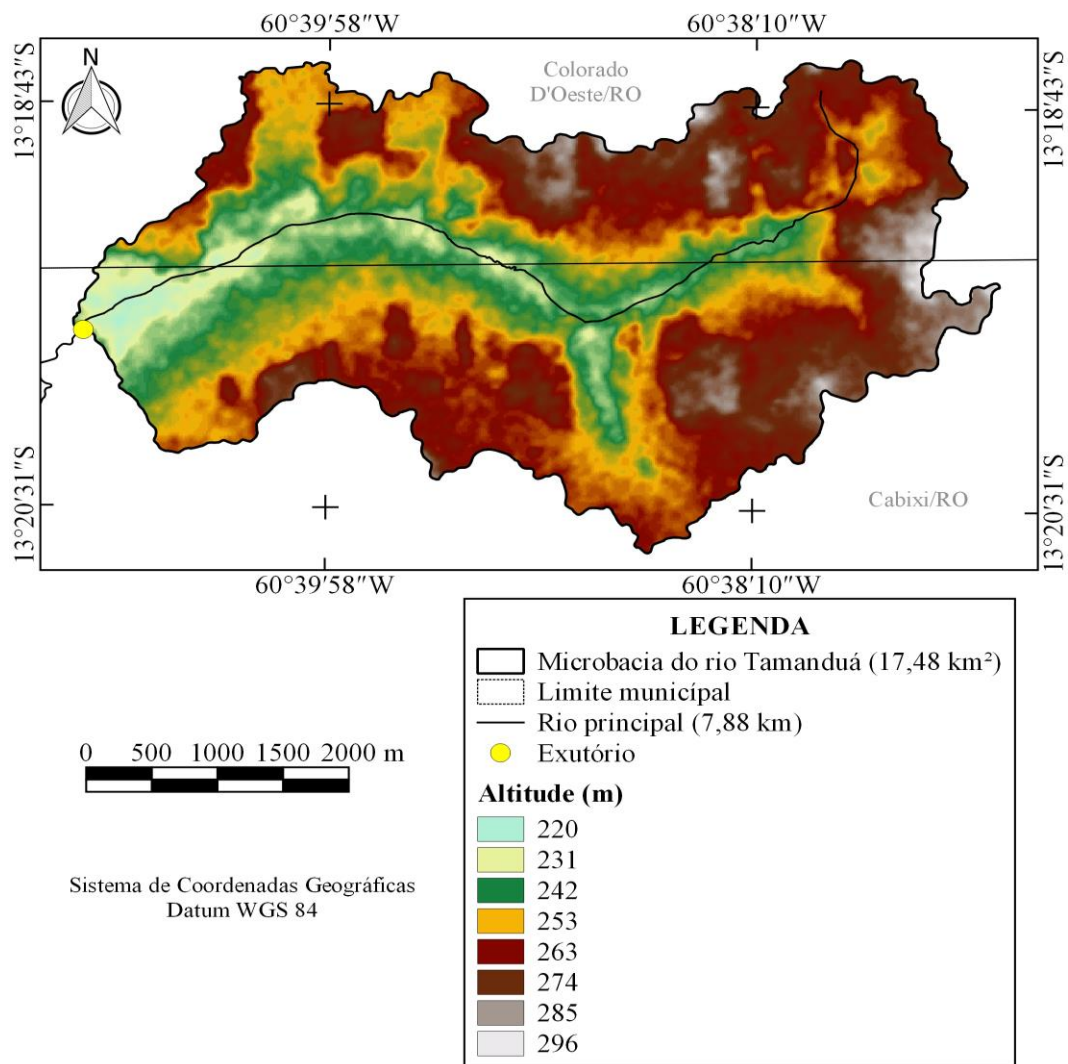 60°39'58"W 60°38'10"W
N
13°18'43"S
13°18'43"S
Colorado
D'Oeste/RO
Cabixi/RO
13°20'31"S
13°20'31"S
60°39'58"W 60°38'10"W
LEGENDA
Microbacia do rio Tamanduá (17,48 km²)
Limite municípal
Rio principal (7,88 km)
Exutório
Altitude (m)
220
231
242
253
263
274
285
296
0 500 1000 1500 2000 m
Sistema de Coordenadas Geográficas
Datum WGS 84